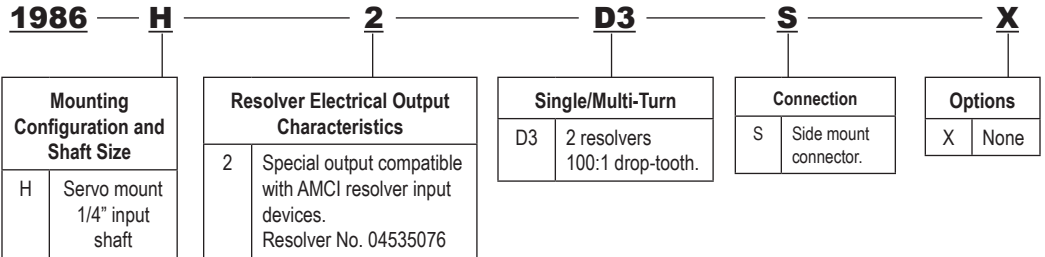 1986 H 2 D3 S X
Mounting
Configuration and
Shaft Size
H Servo mount
1/4” input
shaft
Resolver Electrical Output
Characteristics
2 Special output compatible
with AMCI resolver input
devices.
Resolver No. 04535076
Single/Multi-Turn
D3 2 resolvers
100:1 drop-tooth.
Connection
S Side mount
connector.
Options
X None